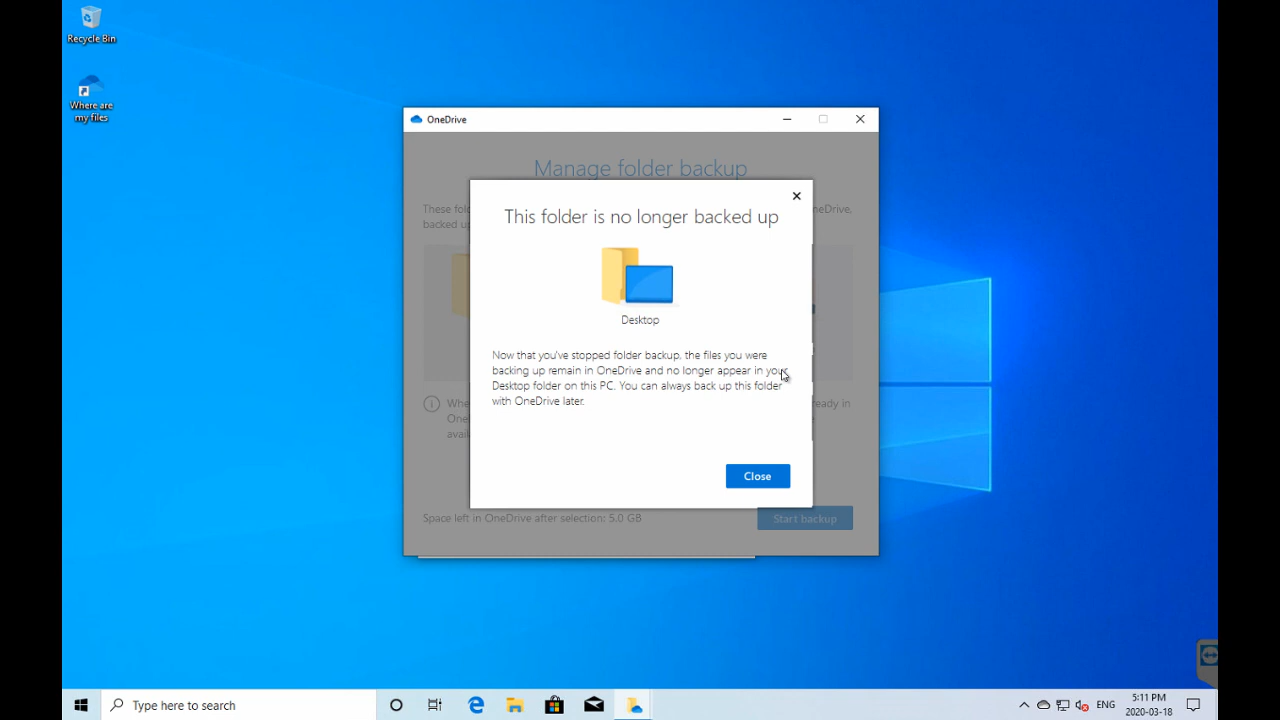 Recycle Bin
Where are
my files
OneDrive
Manage folder backup
These fol
neDrive,
backed up
This folder is no longer backed up
Desktop
Now that you've stopped folder backup, the files you were
backing up remain in OneDrive and no longer appear in your
Desktop folder on this PC. You can always back up this folder
with OneDrive later.
Whe
ready in
One
avail
Close
Space left in OneDrive after selection: 5.0 GB
Start backup
Type here to search
ENG
5:11 PM
2020-03-18